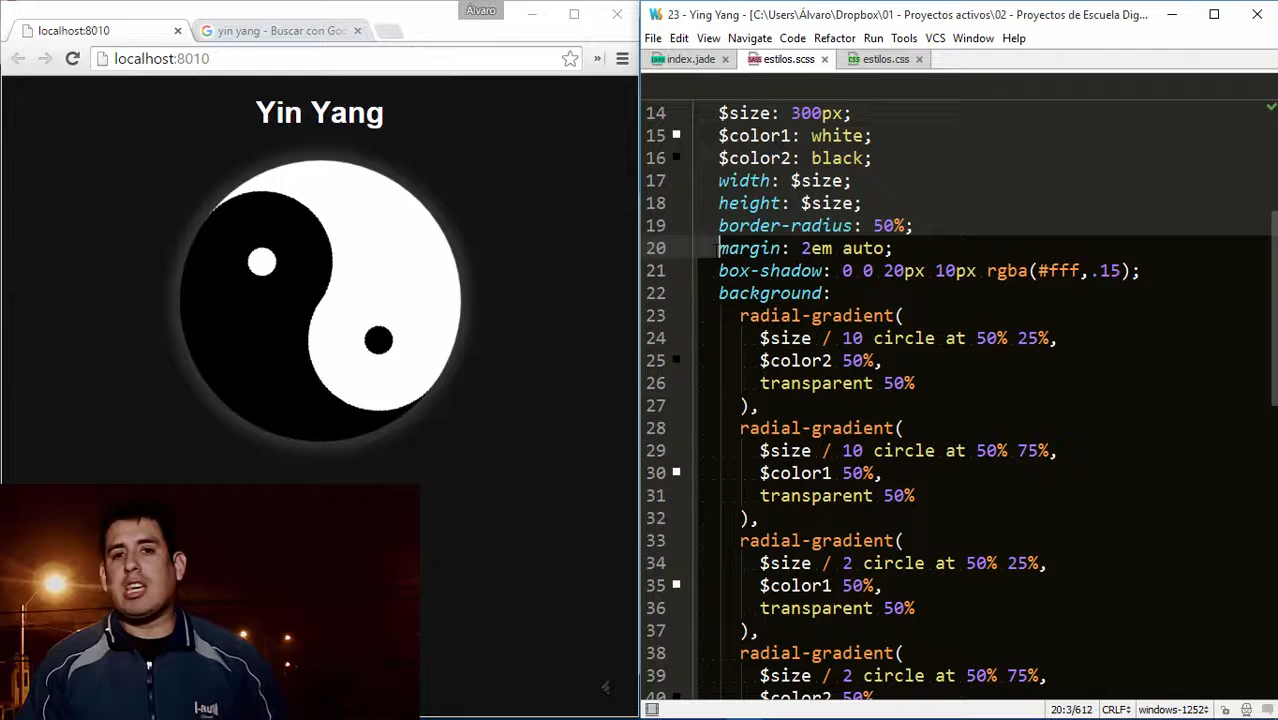 Álvaro
localhost:8010
yin yang - Buscar con Goo
localhost:8010
»
Yin Yang
23 - Ying Yang - [C:\Users\Álvaro\Dropbox\01 - Proyectos activos\02 - Proyectos de Escuela Dig...
File Edit View Navigate Code Refactor Run Tools VCS Window Help
index.jade
estilos.scss
estilos.css
14 $size: 300px;
15 $color1: white;
16 $color2: black;
17 width: $size;
18 height: $size;
19 border-radius: 50%;
20 margin: 2em auto;
21 box-shadow: 0 0 20px 10px rgba(#fff,.15);
22 background:
23 radial-gradient(
24 $size / 10 circle at 50% 25%,
25 $color2 50%,
26 transparent 50%
27 ),
28 radial-gradient(
29 $size / 10 circle at 50% 75%,
30 $color1 50%,
31 transparent 50%
32 ),
33 radial-gradient(
34 $size / 2 circle at 50% 25%,
35 $color1 50%,
36 transparent 50%
37 ),
38 radial-gradient(
39 $size / 2 circle at 50% 75%,
40 $color2 50%,
20:3/612 CRLF windows-1252